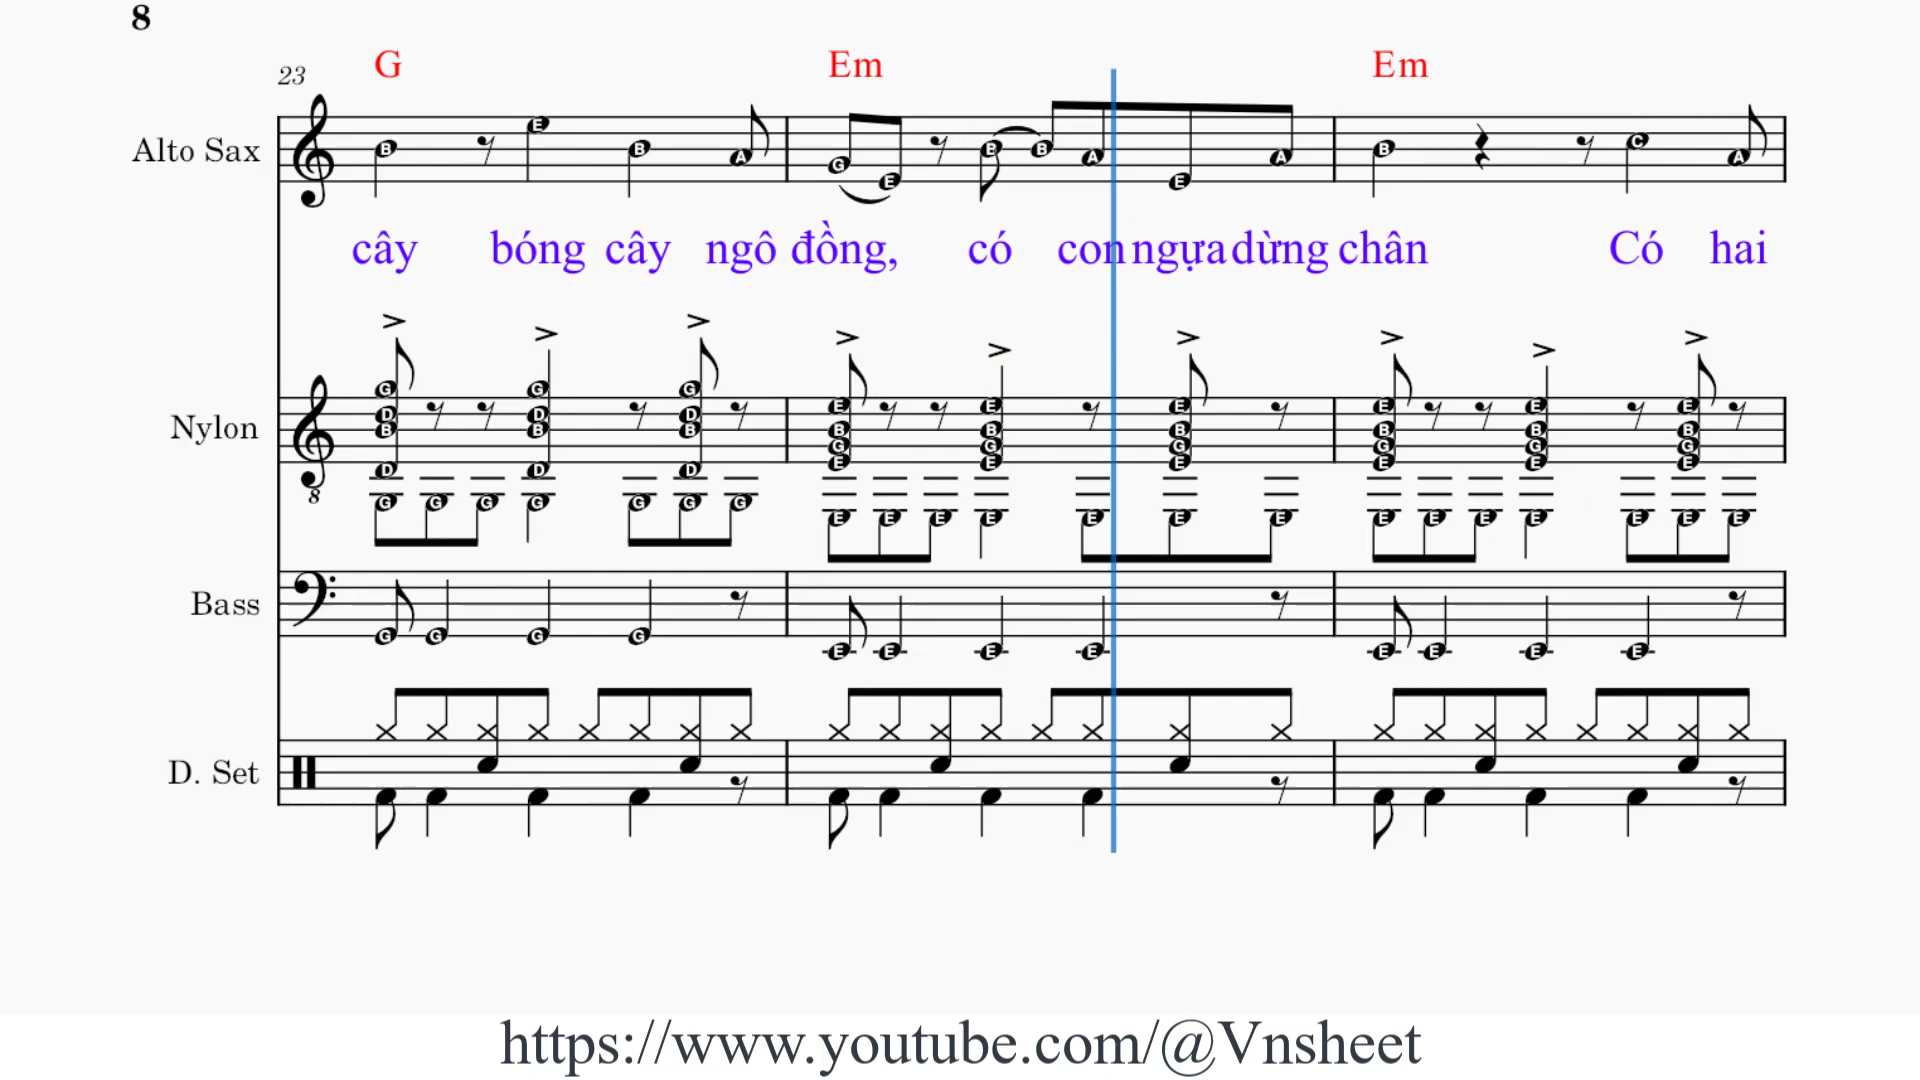 8
G Em Em
23
Alto Sax
cây bóng cây ngô đồng, có con ngựa dừng chân Có hai
Nylon
8
Bass
D. Set
https://www.youtube.com/@Vnsheet